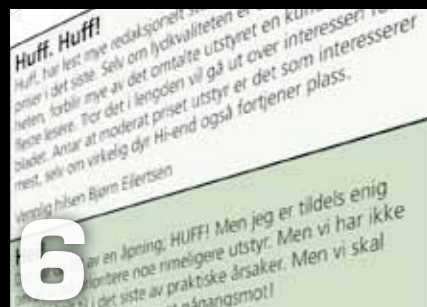 Huff. Huff!
Huff, har lest mye redaksjonelt
priser i det siste. Selv om lydkvaliteten er
heten, forblir mye av det omtalte utstyret en
fleste lesere. Tror det i lengden vil gå ut over interessen
bladet. Antar at moderat priset utstyr er det som interesserer
mest, selv om virkelig dyr Hi-end også fortjener plass.
Vennlig hilsen Bjørn Eilertsen
av en åpning, HUFF! Men jeg er tildels enig
noe rimeligere utstyr. Men vi har ikke
i det siste av praktiske årsaker. Men vi skal
pågangsmot!
6